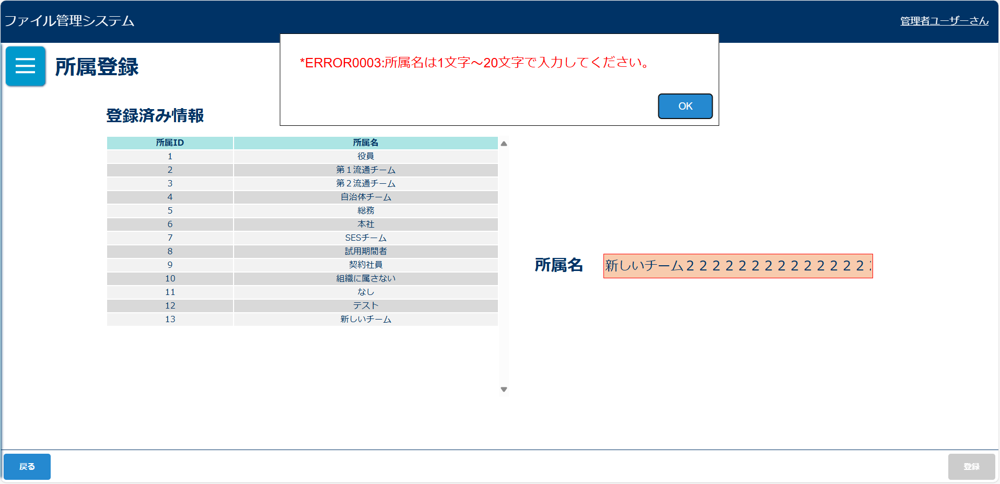 ファイル管理システム
管理者ユーザーさん
*ERROR0003:所属名は1文字～20文字で入力してください。
OK
所属登録
登録済み情報
所属ID 所属名
1 役員
2 第１流通チーム
3 第２流通チーム
4 自治体チーム
5 総務
6 本社
7 SESチーム
8 試用期間者
9 契約社員
10 組織に属さない
11 なし
12 テスト
13 新しいチーム
所属名 新しいチーム２２２２２２２２２２２２２２
戻る
登録